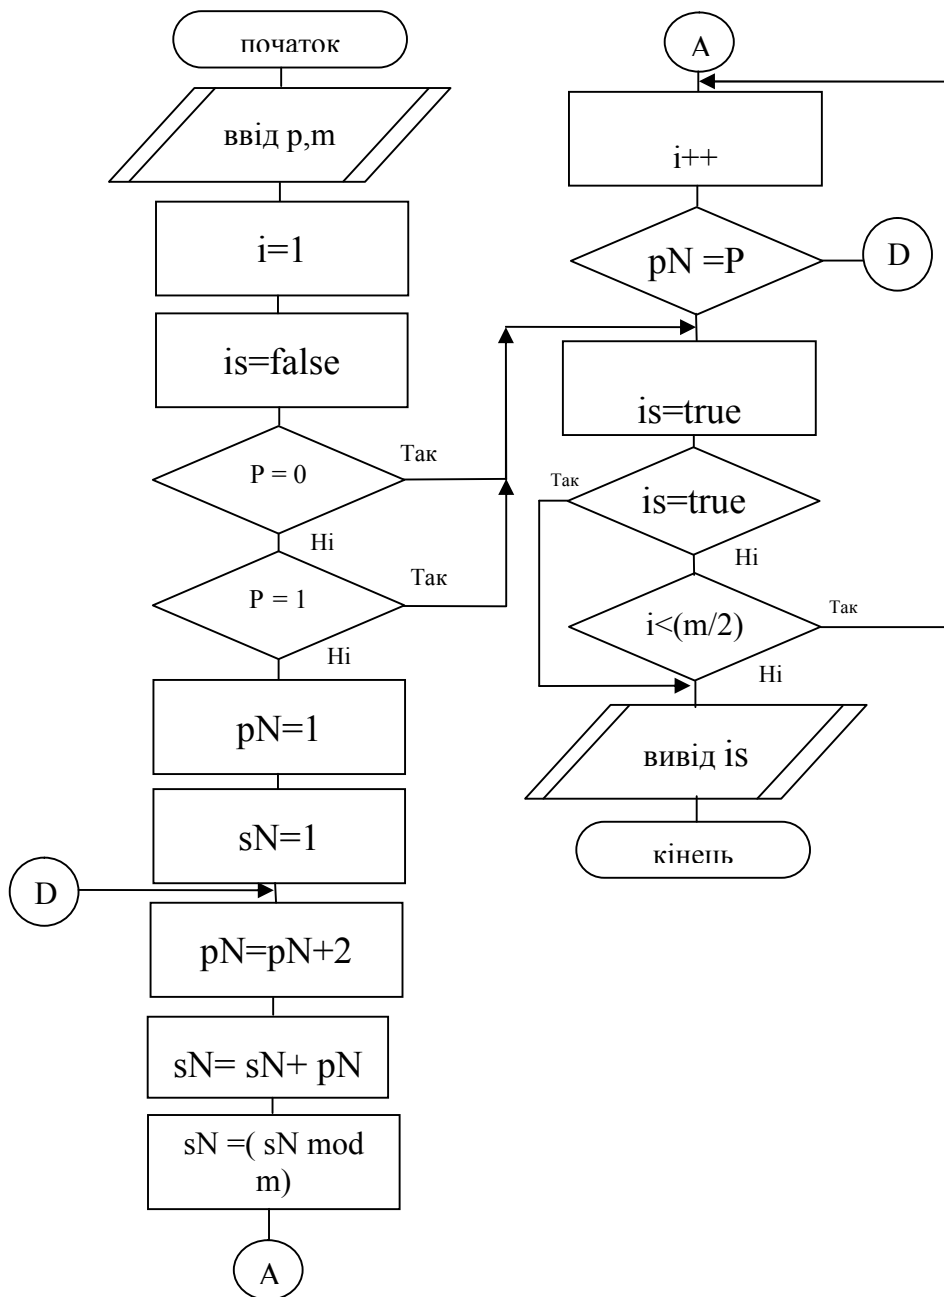 початок
ввід p,m
i=1
is=false
P = 0
Так
Ні
P = 1
Так
Ні
pN=1
sN=1
D
pN=pN+2
sN= sN+ pN
sN =( sN mod
m)
A
A
i++
pN =P
D
is=true
Так
is=true
Ні
i<(m/2)
Так
Ні
вивід is
кінець